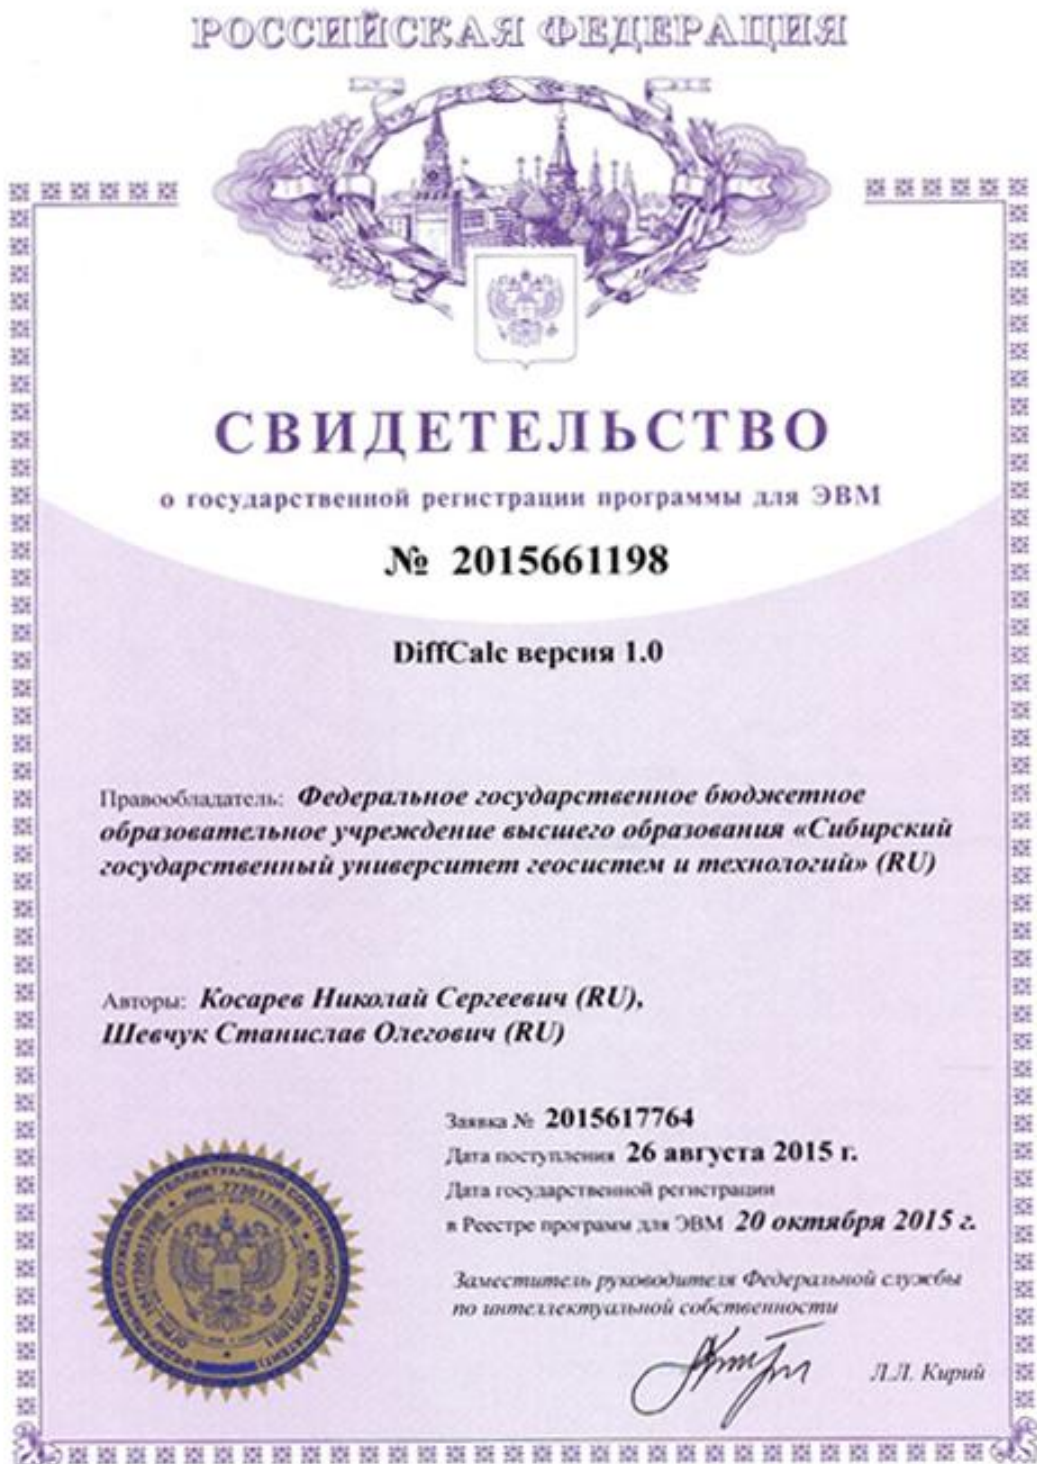 РОССИЙСКАЯ ФЕДЕРАЦИЯ
СВИДЕТЕЛЬСТВО
о государственной регистрации программы для ЭВМ
№ 2015661198
DiffCalc версия 1.0
Правообладатель: Федеральное государственное бюджетное
образовательное учреждение высшего образования «Сибирский
государственный университет геосистем и технологий» (RU)
Авторы: Косарев Николай Сергеевич (RU),
Шевчук Станислав Олегович (RU)
Заявка № 2015617764
Дата поступления 26 августа 2015 г.
Дата государственной регистрации
в Реестре программ для ЭВМ 20 октября 2015 г.
Заместитель руководителя Федеральной службы
по интеллектуальной собственности
Л.Л. Кирий